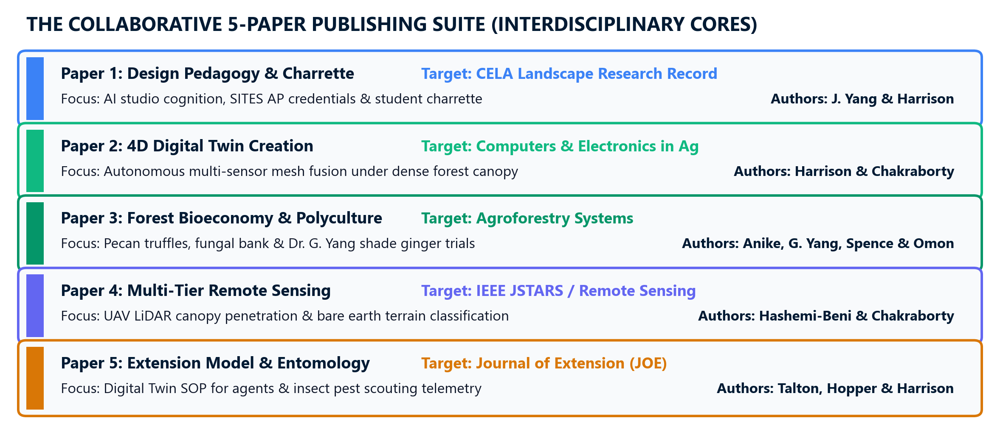 THE COLLABORATIVE 5-PAPER PUBLISHING SUITE (INTERDISCIPLINARY CORES)
Paper 1: Design Pedagogy & Charrette
Target: CELA Landscape Research Record
Focus: AI studio cognition, SITES AP credentials & student charrette
Authors: J. Yang & Harrison
Paper 2: 4D Digital Twin Creation
Target: Computers & Electronics in Ag
Focus: Autonomous multi-sensor mesh fusion under dense forest canopy
Authors: Harrison & Chakraborty
Paper 3: Forest Bioeconomy & Polyculture
Target: Agroforestry Systems
Focus: Pecan truffles, fungal bank & Dr. G. Yang shade ginger trials
Authors: Anike, G. Yang, Spence & Omon
Paper 4: Multi-Tier Remote Sensing
Target: IEEE JSTARS / Remote Sensing
Focus: UAV LiDAR canopy penetration & bare earth terrain classification
Authors: Hashemi-Beni & Chakraborty
Paper 5: Extension Model & Entomology
Target: Journal of Extension (JOE)
Focus: Digital Twin SOP for agents & insect pest scouting telemetry
Authors: Talton, Hopper & Harrison